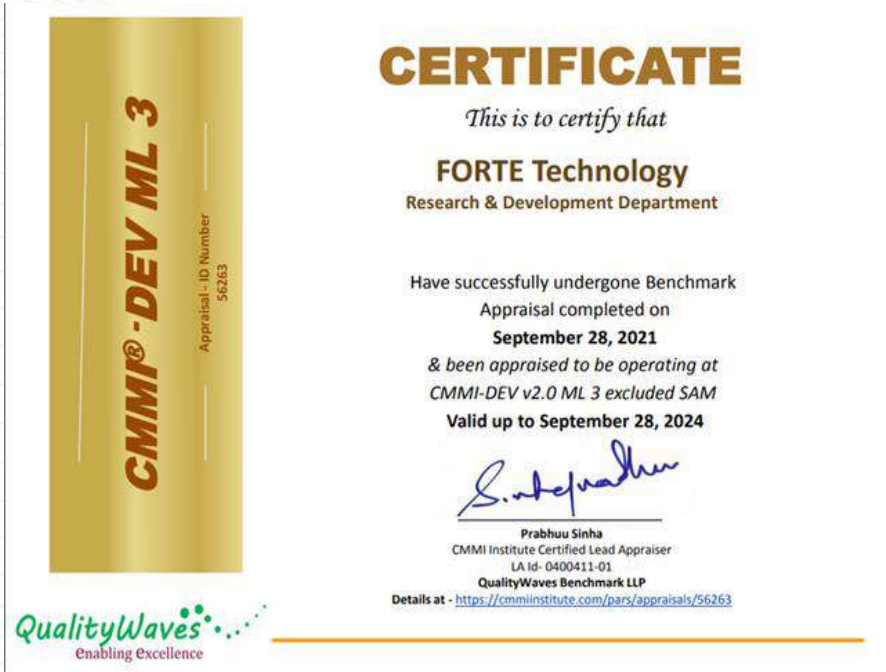 CMMI®-DEV ML 3
Appraisal - ID Number
56263
CERTIFICATE
This is to certify that
FORTE Technology
Research & Development Department
Have successfully undergone Benchmark
Appraisal completed on
September 28, 2021
& been appraised to be operating at
CMMI-DEV v2.0 ML 3 excluded SAM
Valid up to September 28, 2024
Prabhuu Sinha
CMMI Institute Certified Lead Appraiser
LA Id- 0400411-01
QualityWaves Benchmark LLP
Details at - https://cmmiinstitute.com/pars/appraisals/56263
QualityWaves
enabling excellence